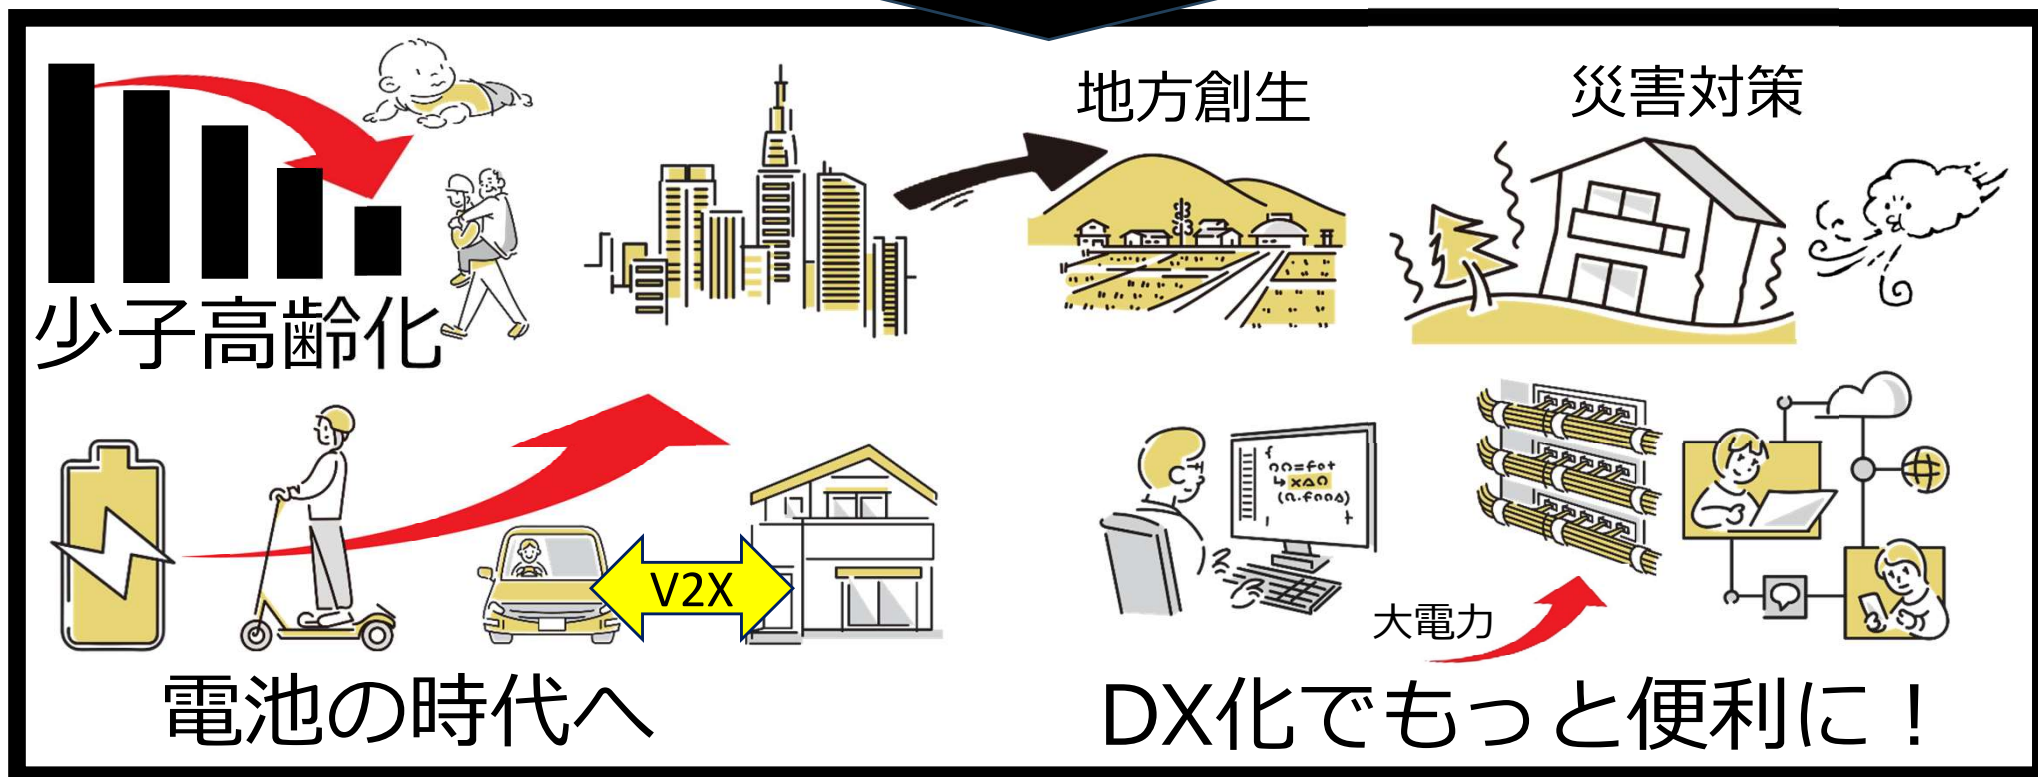 地方創生
災害対策
少子高齢化
V2X
大電力
電池の時代へ
DX化でもっと便利に！